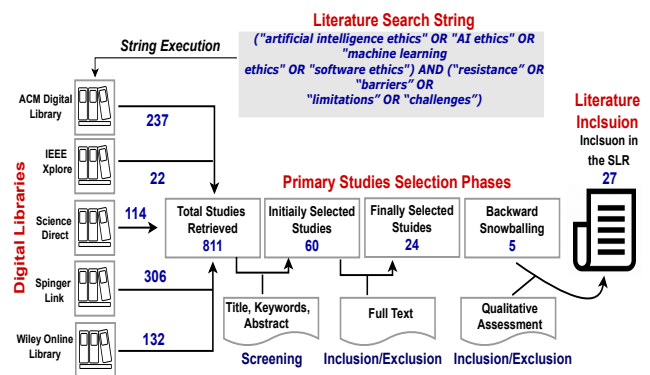 Literature Search String
String Execution
("artificial intelligence ethics" OR "AI ethics" OR
"machine learning
ethics" OR "software ethics") AND (“resistance” OR
“barriers” OR
“limitations” OR “challenges”)
Digital Libraries
ACM Digital
Library
237
IEEE
Xplore
22
Science
Direct
114
Spinger
Link
306
Wiley Online
Library
132
Primary Studies Selection Phases
Total Studies
Retrieved
811
Initially Selected
Studies
60
Finally Selected
Stuides
24
Backward
Snowballing
5
Title, Keywords,
Abstract
Screening
Full Text
Inclusion/Exclusion
Qualitative
Assessment
Inclusion/Exclusion
Literature
Inclsuion
Inclsuon in
the SLR
27